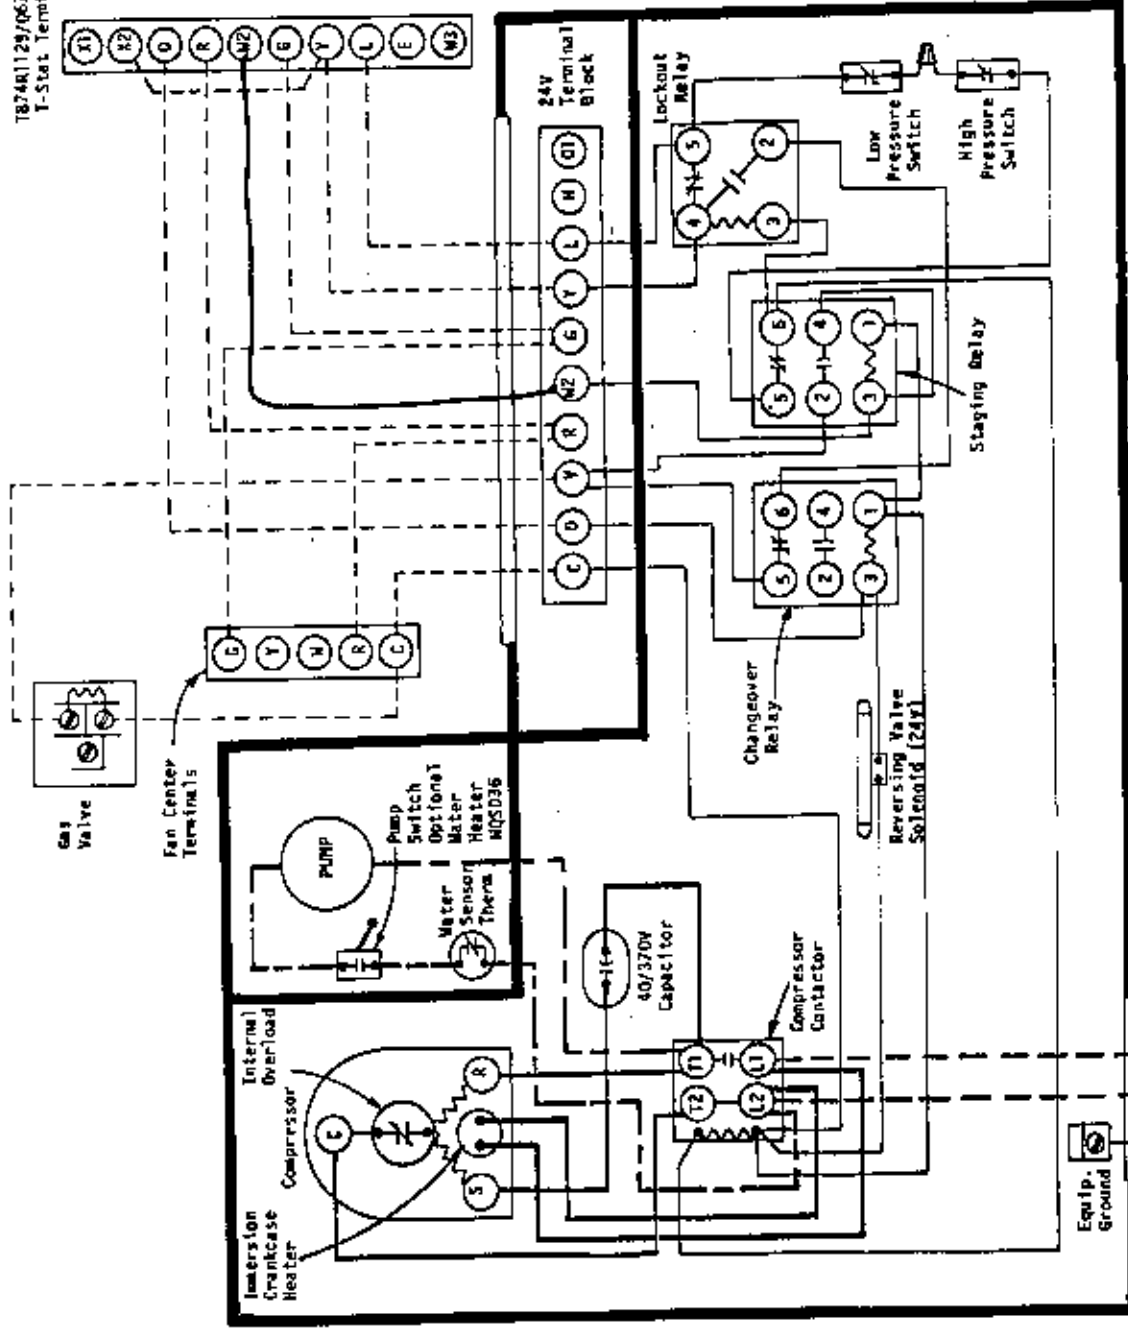 T874R1129/Q67
T-Stat Termi
X1 X2 O R W2 G Y L E W3
Gas
Valve
Fan Center
Terminals
G Y W R C
24V
Terminal
Block
C O V R W2 G Y L H O1
Lockout
Relay
5 2
4 3
Low
Pressure
Switch
High
Pressure
Switch
6 4 1
5 2 3
Staging Relay
6 4 1
5 2 3
Changeover
Relay
Reversing Valve
Solenoid (24V)
PUMP
Pump
Switch
Optional
Water
Heater
WQSD36
Water
Sensor
Therm.
40/370V
Capacitor
Compressor
Contactor
T1 L1
T2 L2
Internal
Overload
Compressor
C
R
S
Immersion
Crankcase
Heater
Equip.
Ground